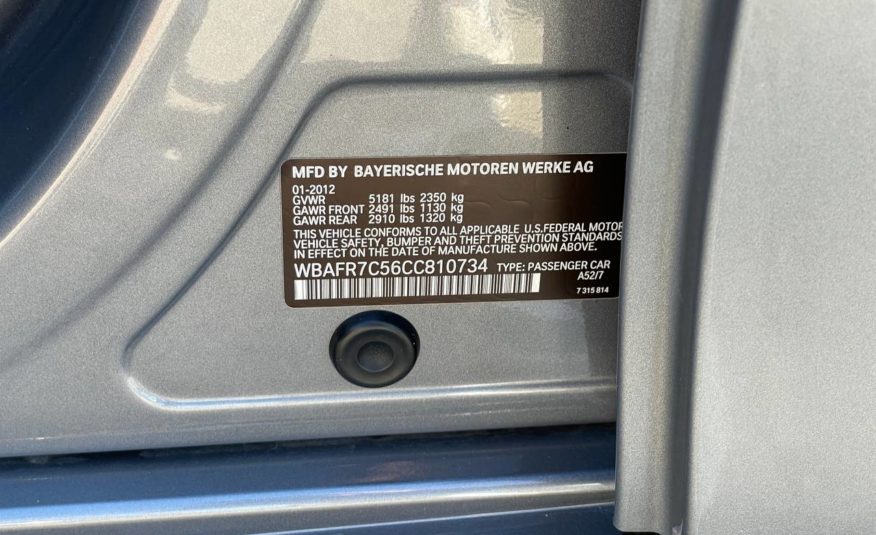 MFD BY BAYERISCHE MOTOREN WERKE AG
01-2012
GVWR 5181 lbs 2350 kg
GAWR FRONT 2491 lbs 1130 kg
GAWR REAR 2910 lbs 1320 kg
THIS VEHICLE CONFORMS TO ALL APPLICABLE U.S.FEDERAL MOTOR
VEHICLE SAFETY, BUMPER AND THEFT PREVENTION STANDARDS
IN EFFECT ON THE DATE OF MANUFACTURE SHOWN ABOVE.
WBAFR7C56CC810734 TYPE: PASSENGER CAR
A52/7
7 315 814